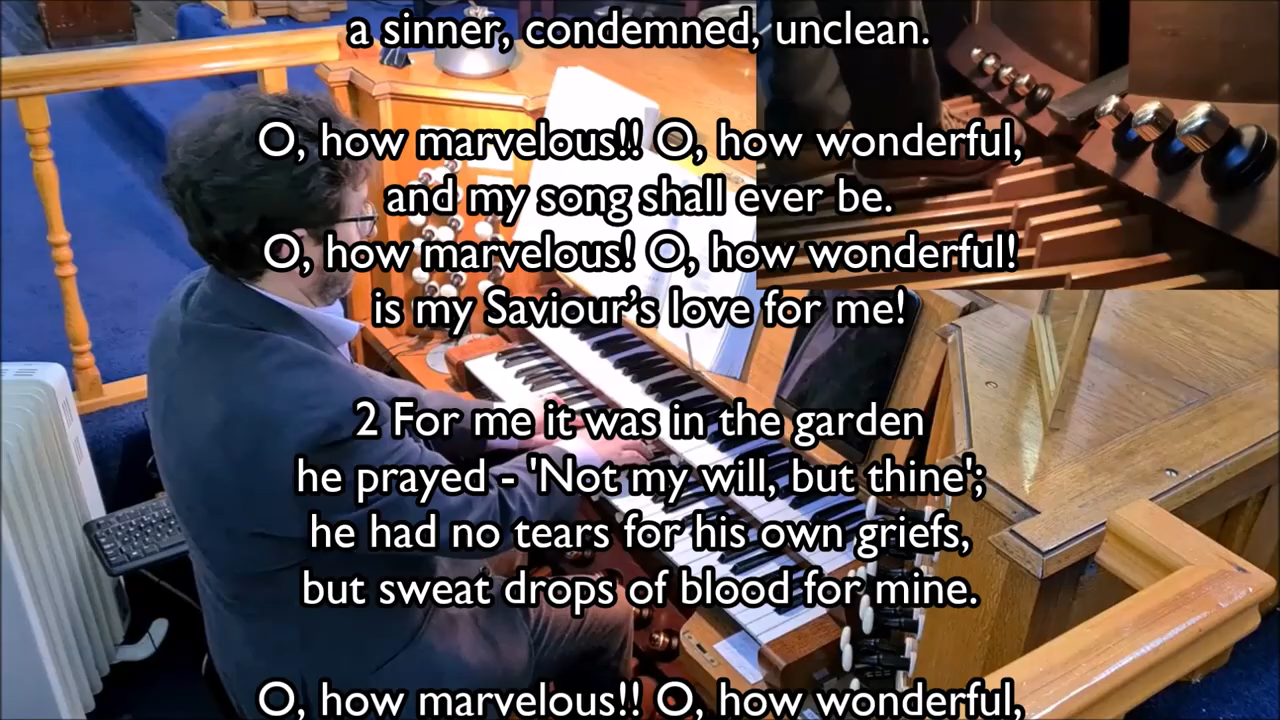 a sinner, condemned, unclean.
O, how marvelous!! O, how wonderful,
and my song shall ever be.
O, how marvelous! O, how wonderful!
is my Saviour’s love for me!
2 For me it was in the garden
he prayed - 'Not my will, but thine';
he had no tears for his own griefs,
but sweat drops of blood for mine.
O, how marvelous!! O, how wonderful,